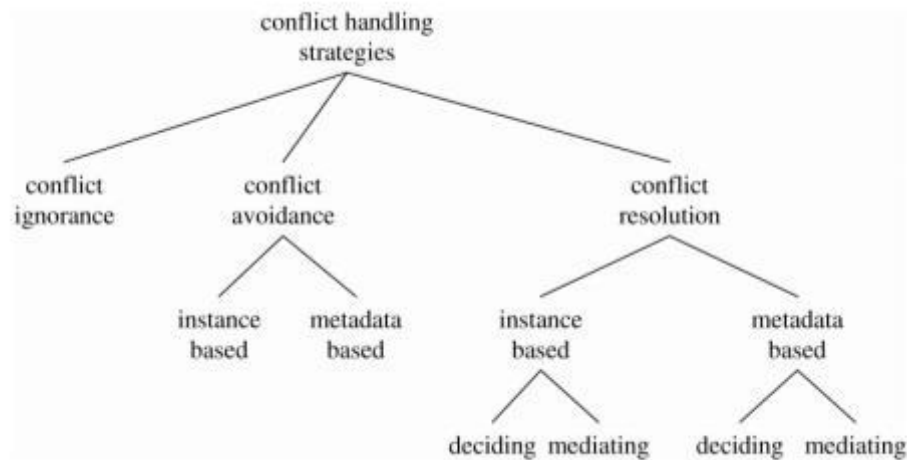 conflict handling
strategies
conflict
ignorance
conflict
avoidance
conflict
resolution
instance
based
metadata
based
instance
based
metadata
based
deciding
mediating
deciding
mediating